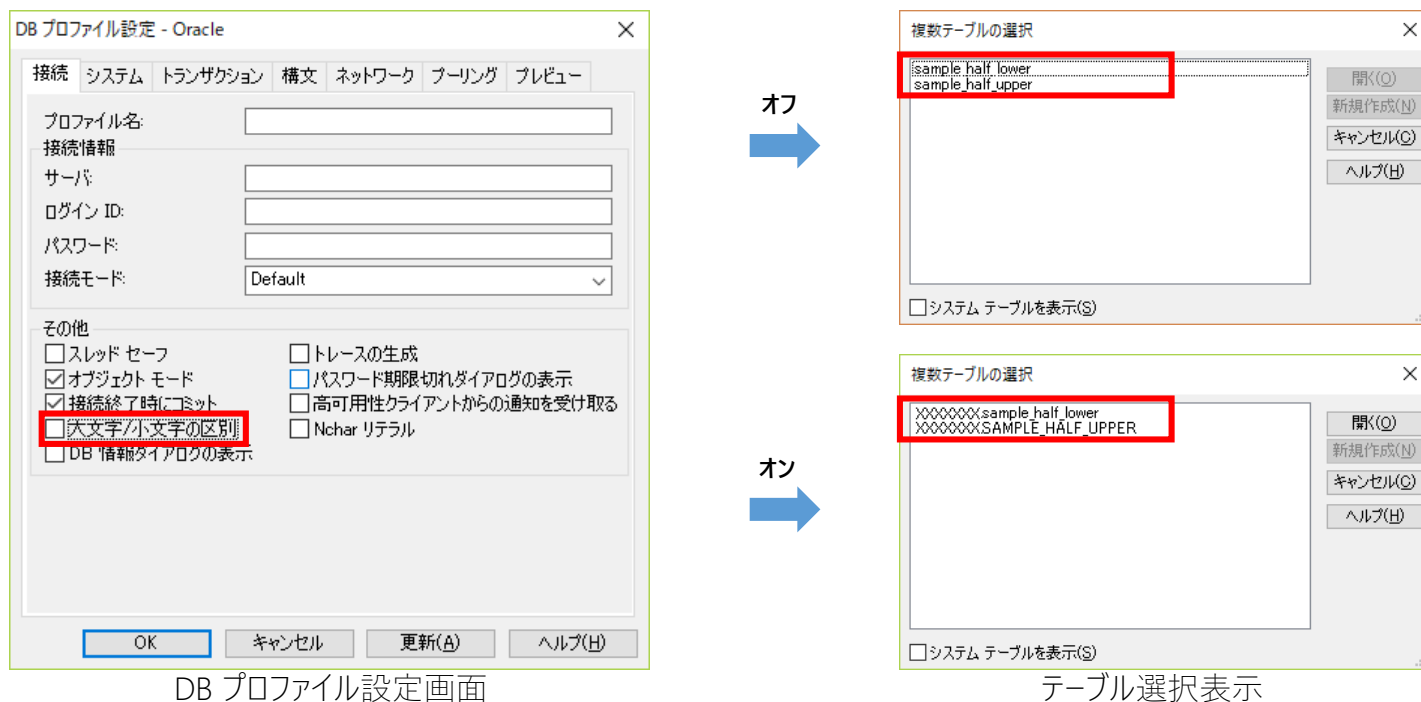 DB プロファイル設定 - Oracle
接続 システム トランザクション 構文 ネットワーク プーリング プレビュー
プロファイル名:
接続情報
サーバ:
ログイン ID:
パスワード:
接続モード: Default
その他
スレッド セーフ
オブジェクト モード
接続終了時にコミット
大文字/小文字の区別
DB 情報ダイアログの表示
トレースの生成
パスワード期限切れダイアログの表示
高可用性クライアントからの通知を受け取る
Nchar リテラル
OK キャンセル 更新(A) ヘルプ(H)
DB プロファイル設定画面
オフ
オン
複数テーブルの選択
sample_half_lower
sample_half_upper
開(O)
新規作成(N)
キャンセル(C)
ヘルプ(H)
システム テーブルを表示(S)
複数テーブルの選択
XXXXXXX.sample_half_lower
XXXXXXX.SAMPLE_HALF_UPPER
開(O)
新規作成(N)
キャンセル(C)
ヘルプ(H)
システム テーブルを表示(S)
テーブル選択表示